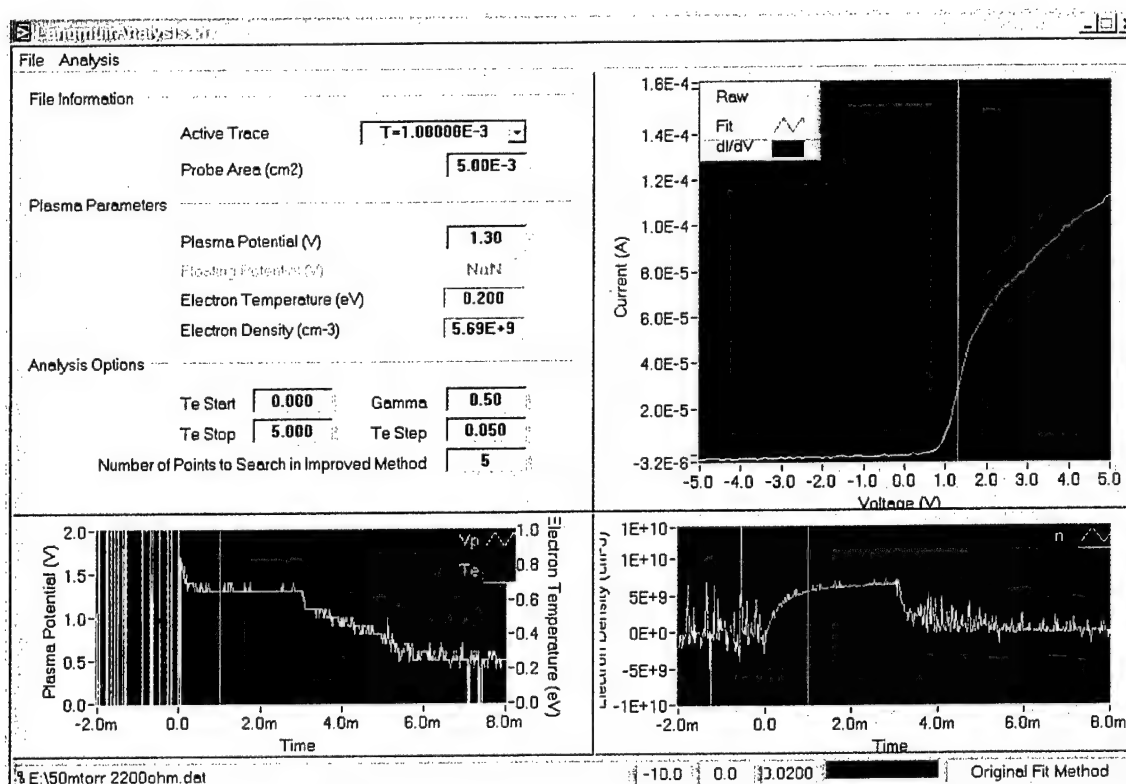 LangmuirAnalysis.vi
File Analysis
File Information
Active Trace T=1.00000E-3
Probe Area (cm2) 5.00E-3
Plasma Parameters
Plasma Potential (V) 1.30
Floating Potential (V) NaN
Electron Temperature (eV) 0.200
Electron Density (cm-3) 5.69E+9
Analysis Options
Te Start 0.000 Gamma 0.50
Te Stop 5.000 Te Step 0.050
Number of Points to Search in Improved Method 5
Raw
Fit
dI/dV
Current (A)
1.6E-4
1.4E-4
1.2E-4
1.0E-4
8.0E-5
6.0E-5
4.0E-5
2.0E-5
-3.2E-6
-5.0 -4.0 -3.0 -2.0 -1.0 0.0 1.0 2.0 3.0 4.0 5.0
Voltage (V)
Plasma Potential (V)
2.0
1.5
1.0
0.5
0.0
Vp
Te
1.0
0.8
0.6
0.4
0.2
-0.0
Electron Temperature (eV)
-2.0m 0.0 2.0m 4.0m 6.0m 8.0m
Time
Electron Density (cm-3)
1E+10
1E+10
5E+9
0E+0
-5E+9
-1E+10
n
-2.0m 0.0 2.0m 4.0m 6.0m 8.0m
Time
E:\50mtorr 2200ohm.dat
-10.0 0.0 0.0200 Original Fit Method